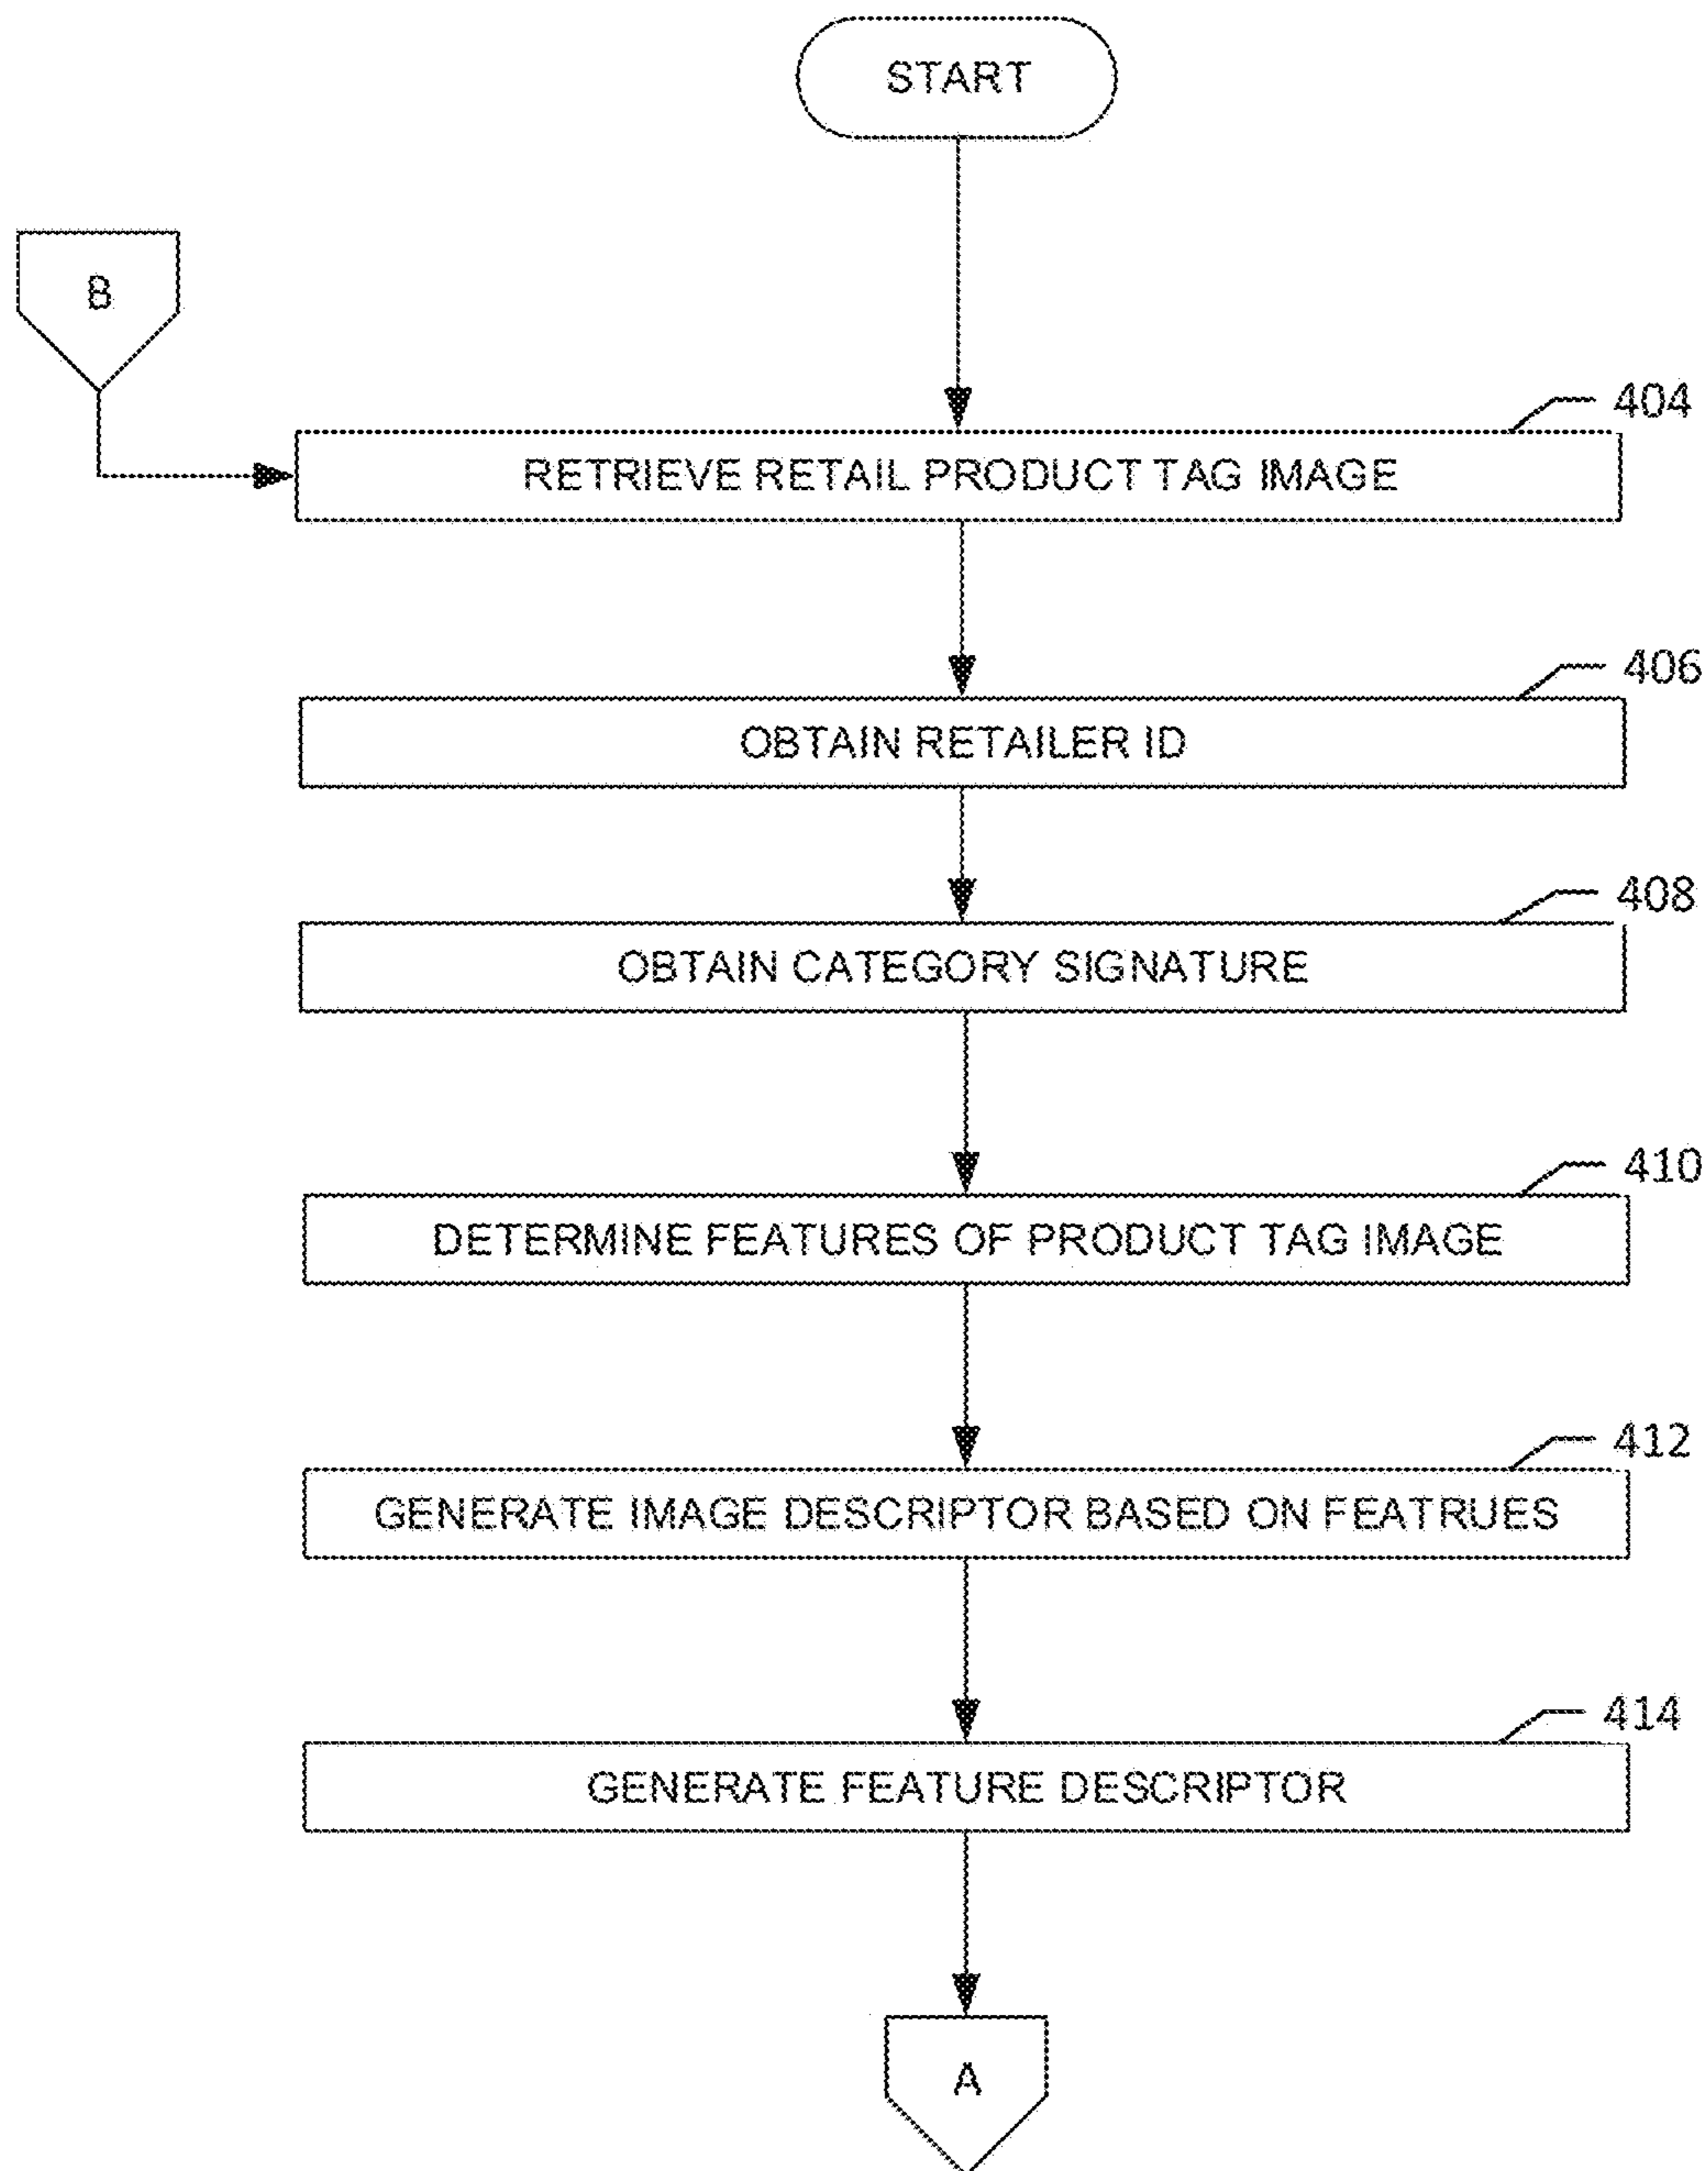 START
B
404
RETRIEVE RETAIL PRODUCT TAG IMAGE
406
OBTAIN RETAILER ID
408
OBTAIN CATEGORY SIGNATURE
410
DETERMINE FEATURES OF PRODUCT TAG IMAGE
412
GENERATE IMAGE DESCRIPTOR BASED ON FEATRUES
414
GENERATE FEATURE DESCRIPTOR
A